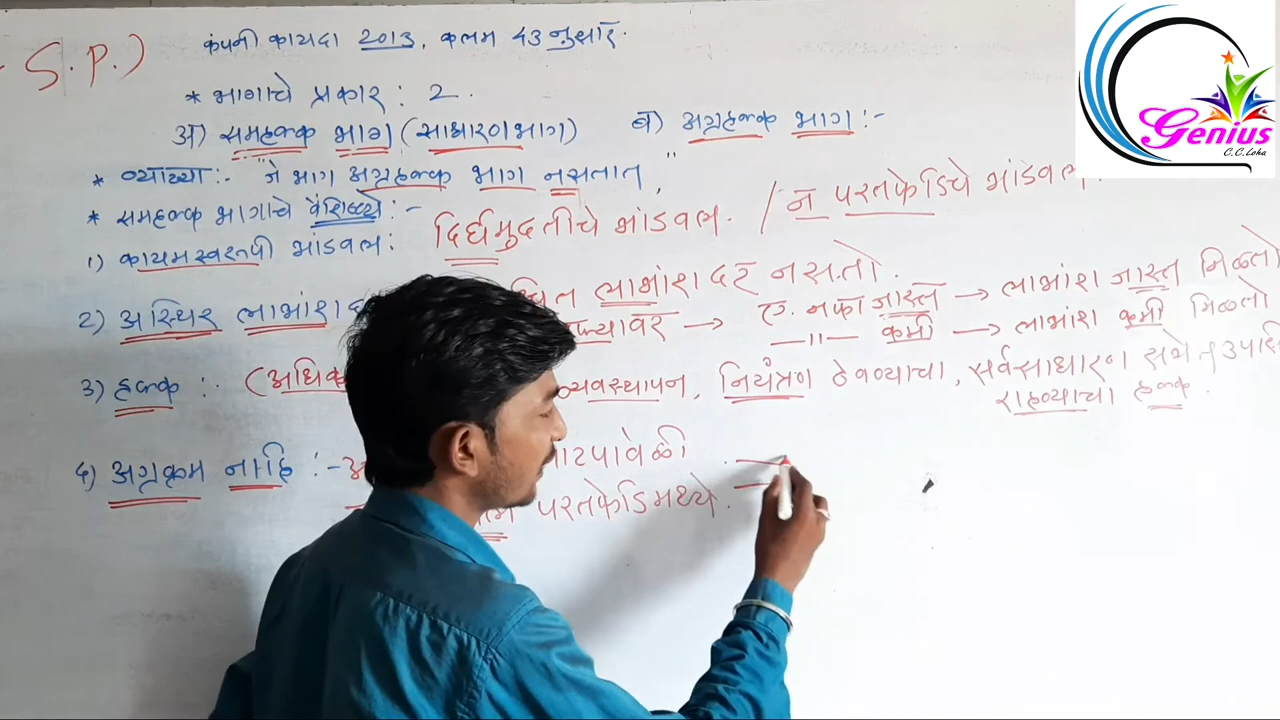 S.P.)
कंपनी कायदा 2013, कलम 43 नुसार.
* भागाचे प्रकार : 2.
अ) समहक्क भाग (साधारण भाग) ब) अग्रहक्क भाग :-
* व्याख्या :- "जे भाग अग्रहक्क भाग नसतात,"
* समहक्क भागाचे वैशिष्ट्ये :-
1) कायमस्वरूपी भांडवल : दिर्घमुदतीचे भांडवल. / न परतफेडिचे भांडवल.
2) अस्थिर लाभांश लाभांश दर नसतो.
नफा जास्त → लाभांश जास्त मिळतो
—॥— कमी → लाभांश कमी मिळतो
3) हक्क : (अधिक व्यवस्थापन, नियंत्रण ठेवण्याचा, सर्वसाधारण सभेत
राहण्याचा हक्क.
4) अग्रक्रम नाहि :- वाटपावेळी
परतफेडिमध्ये.
Genius
C.C.Loha